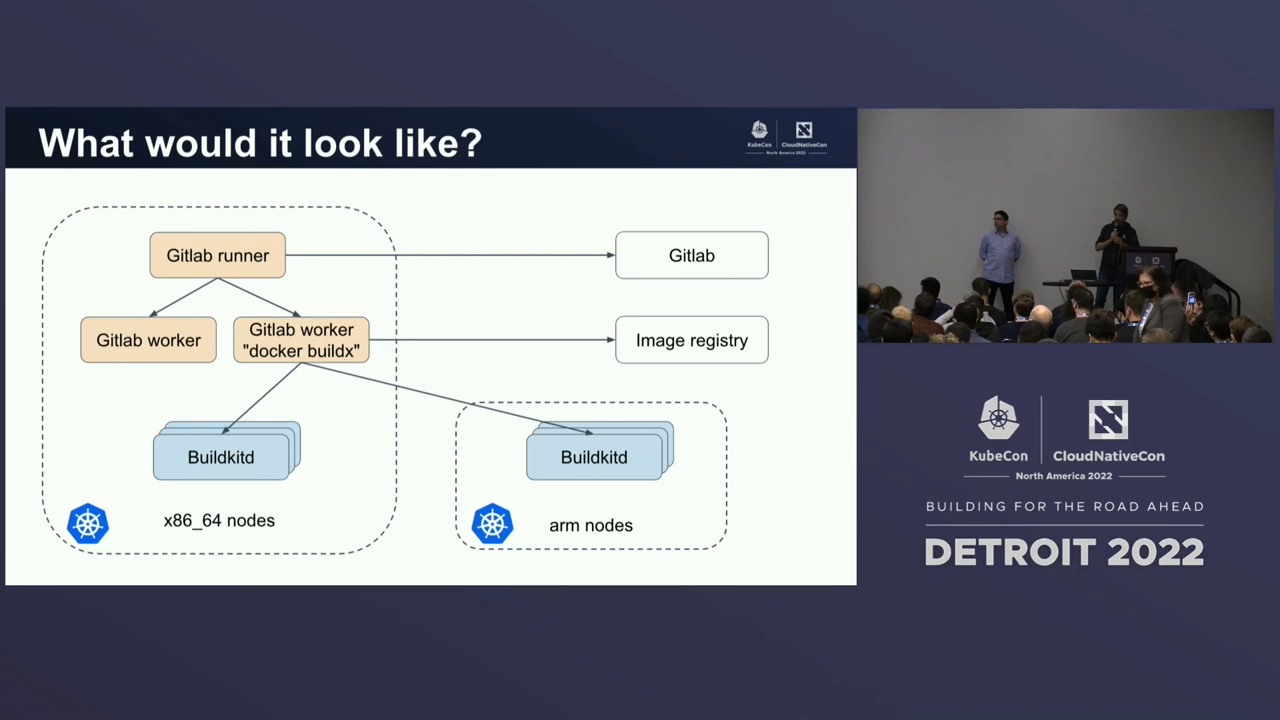 What would it look like?
KubeCon
CloudNativeCon
North America 2022
Gitlab runner
Gitlab
Gitlab worker
Gitlab worker
"docker buildx"
Image registry
Buildkitd
Buildkitd
x86_64 nodes
arm nodes
KubeCon
CloudNativeCon
North America 2022
BUILDING FOR THE ROAD AHEAD
DETROIT 2022